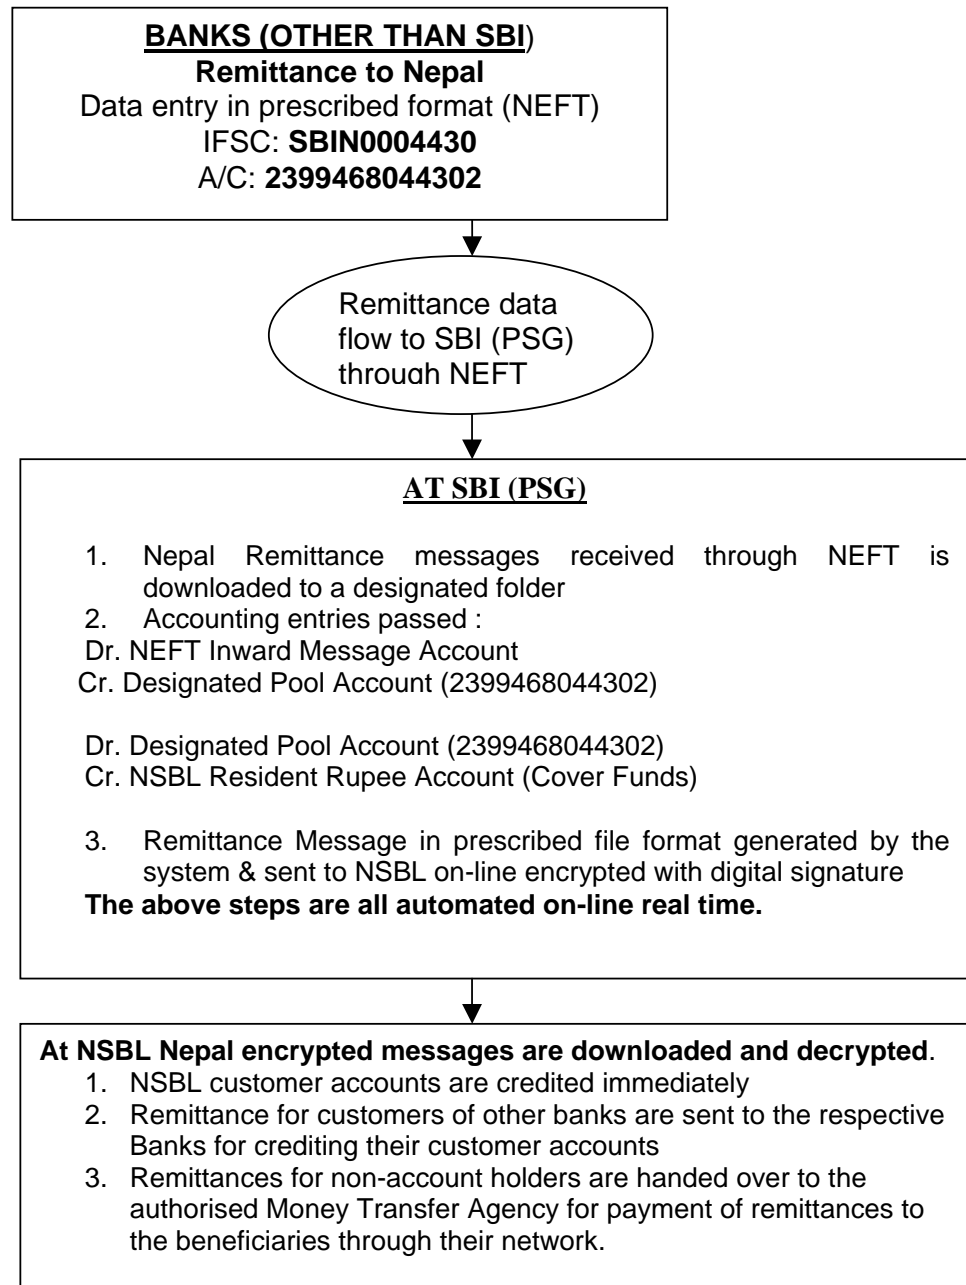 BANKS (OTHER THAN SBI)
Remittance to Nepal
Data entry in prescribed format (NEFT)
IFSC: SBIN0004430
A/C: 2399468044302
Remittance data
flow to SBI (PSG)
through NEFT
AT SBI (PSG)
1. Nepal Remittance messages received through NEFT is
downloaded to a designated folder
2. Accounting entries passed :
Dr. NEFT Inward Message Account
Cr. Designated Pool Account (2399468044302)
Dr. Designated Pool Account (2399468044302)
Cr. NSBL Resident Rupee Account (Cover Funds)
3. Remittance Message in prescribed file format generated by the
system & sent to NSBL on-line encrypted with digital signature
The above steps are all automated on-line real time.
At NSBL Nepal encrypted messages are downloaded and decrypted.
1. NSBL customer accounts are credited immediately
2. Remittance for customers of other banks are sent to the respective
Banks for crediting their customer accounts
3. Remittances for non-account holders are handed over to the
authorised Money Transfer Agency for payment of remittances to
the beneficiaries through their network.